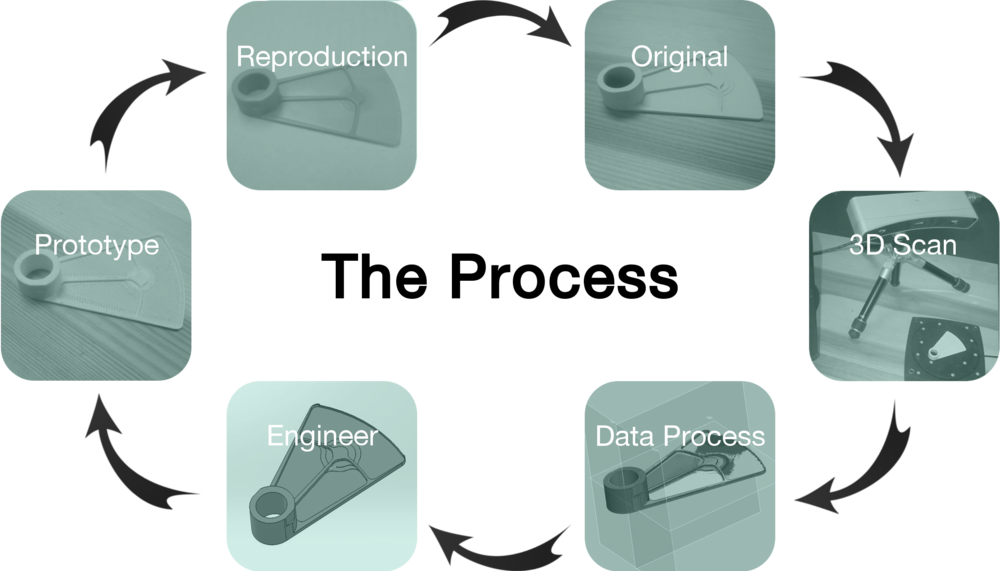 Reproduction
Original
Prototype
3D Scan
The Process
Engineer
Data Process